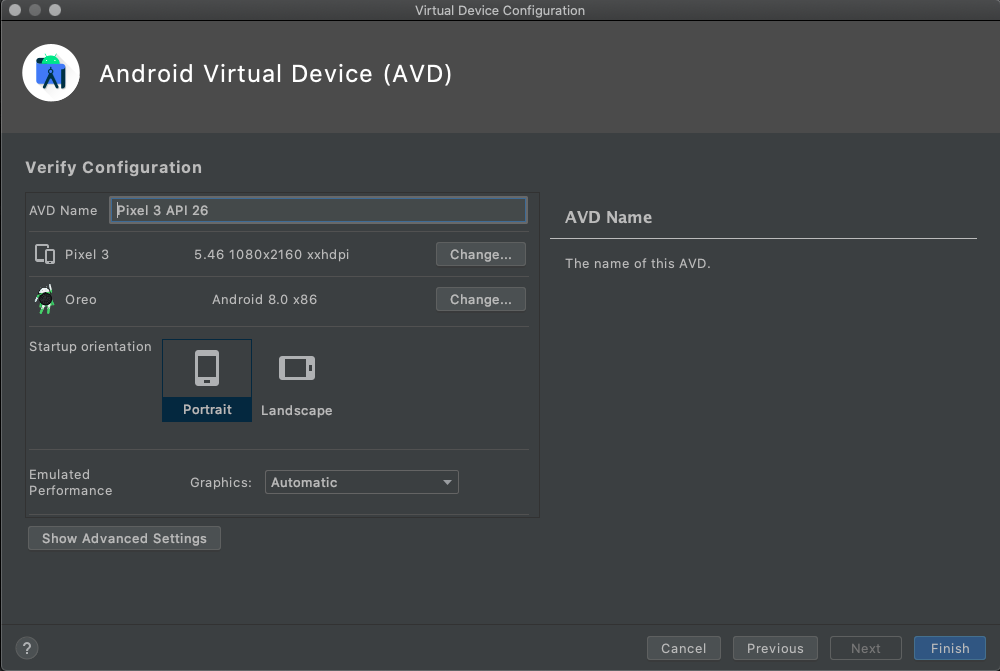 Virtual Device Configuration
Android Virtual Device (AVD)
Verify Configuration
AVD Name Pixel 3 API 26
Pixel 3 5.46 1080x2160 xxhdpi Change...
Oreo Android 8.0 x86 Change...
Startup orientation
Portrait Landscape
Emulated
Performance
Graphics: Automatic
Show Advanced Settings
AVD Name
The name of this AVD.
? Cancel Previous Next Finish